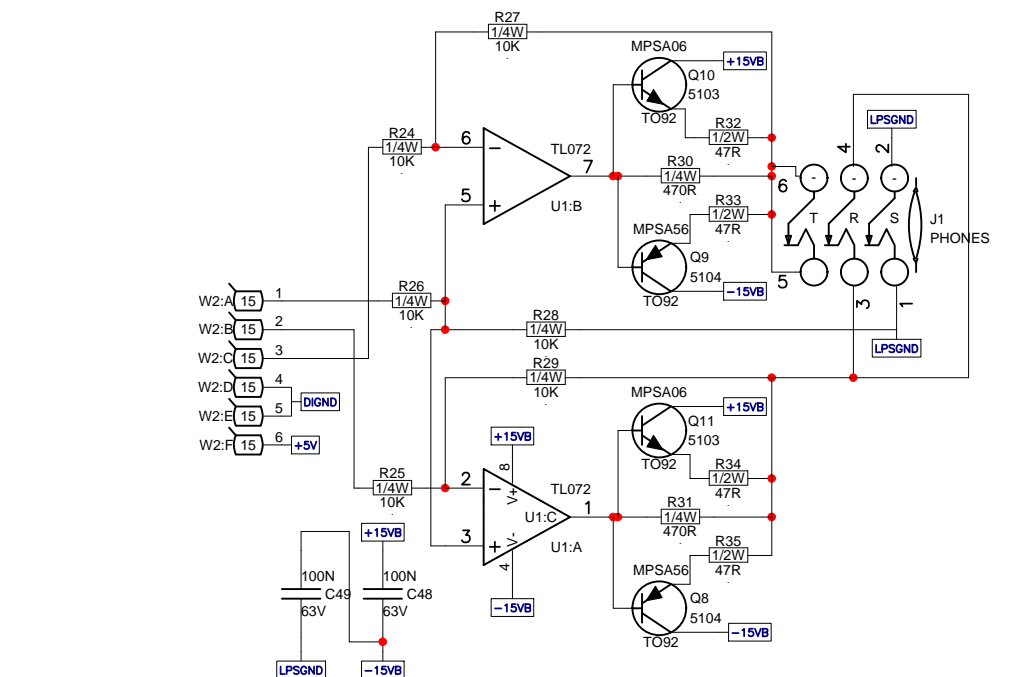 R27
1/4W
10K
MPSA06
+15VB
Q10
5103
TO92
R32
1/2W
47R
LPSGND
4
2
R24
1/4W
10K
6
-
5
+
TL072
7
U1:B
R30
1/4W
470R
R33
1/2W
47R
MPSA56
Q9
5104
TO92
-15VB
6
-
-
-
T
R
S
J1
PHONES
5
3
1
LPSGND
W2:A
15
1
W2:B
15
2
W2:C
15
3
W2:D
15
4
W2:E
15
5
DIGND
W2:F
15
6
+5V
R26
1/4W
10K
R28
1/4W
10K
R29
1/4W
10K
MPSA06
+15VB
Q11
5103
TO92
R34
1/2W
47R
+15VB
8
V+
R25
1/4W
10K
2
-
3
+
TL072
1
U1:C
U1:A
V-
4
-15VB
R31
1/4W
470R
R35
1/2W
47R
MPSA56
Q8
5104
TO92
-15VB
+15VB
100N
C49
63V
100N
C48
63V
LPSGND
-15VB